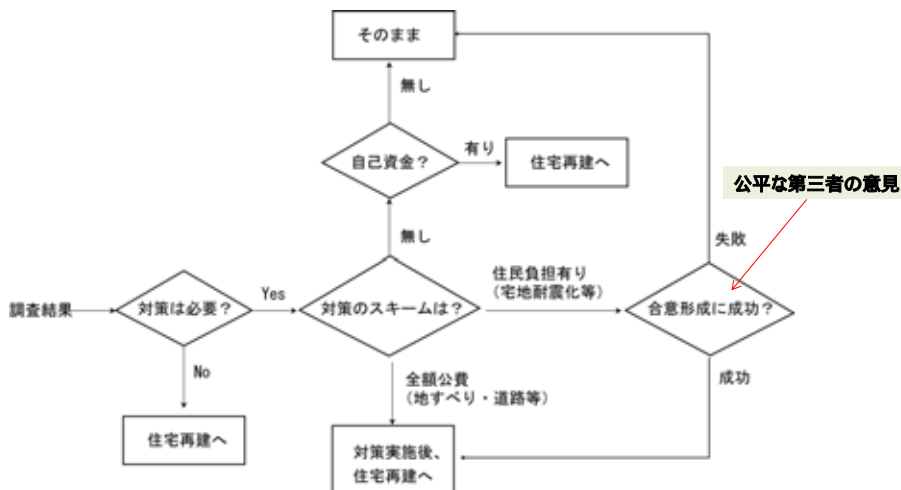 そのまま
無し
自己資金?
有り
住宅再建へ
公平な第三者の意見
無し
失敗
住民負担有り
(宅地耐震化等)
調査結果
対策は必要?
Yes
対策のスキームは?
合意形成に成功?
No
全額公費
(地すべり・道路等)
成功
住宅再建へ
対策実施後、
住宅再建へ